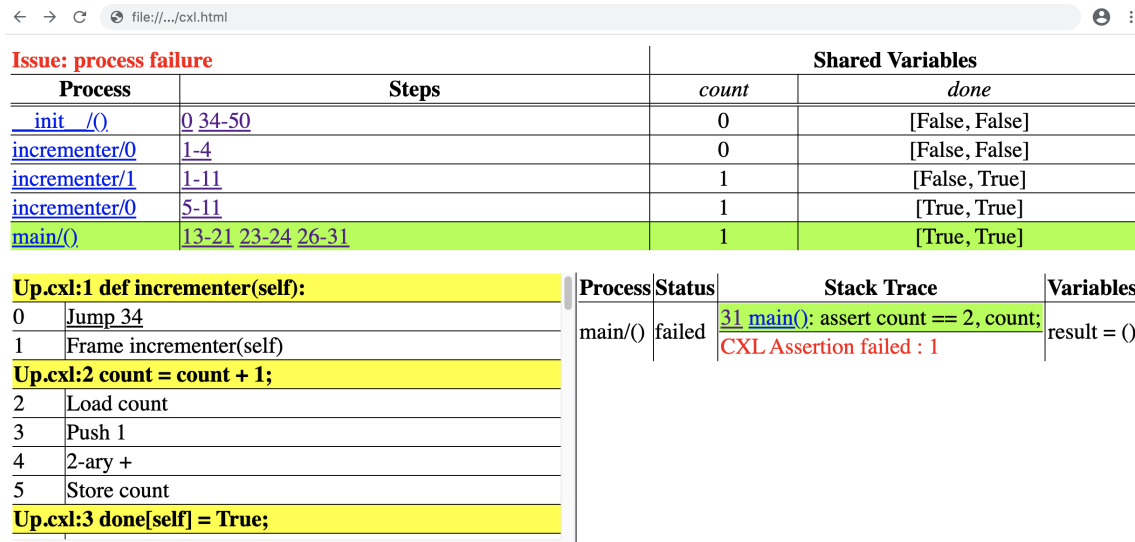 file://.../cxl.html
Issue: process failure Shared Variables
Process Steps count done
__init__/() 0 34-50 0 [False, False]
incrementer/0 1-4 0 [False, False]
incrementer/1 1-11 1 [False, True]
incrementer/0 5-11 1 [True, True]
main/() 13-21 23-24 26-31 1 [True, True]
Up.cxl:1 def incrementer(self):
0 Jump 34
1 Frame incrementer(self)
Up.cxl:2 count = count + 1;
2 Load count
3 Push 1
4 2-ary +
5 Store count
Up.cxl:3 done[self] = True;
Process Status Stack Trace Variables
main/() failed 31 main(): assert count == 2, count; result = ()
CXL Assertion failed : 1